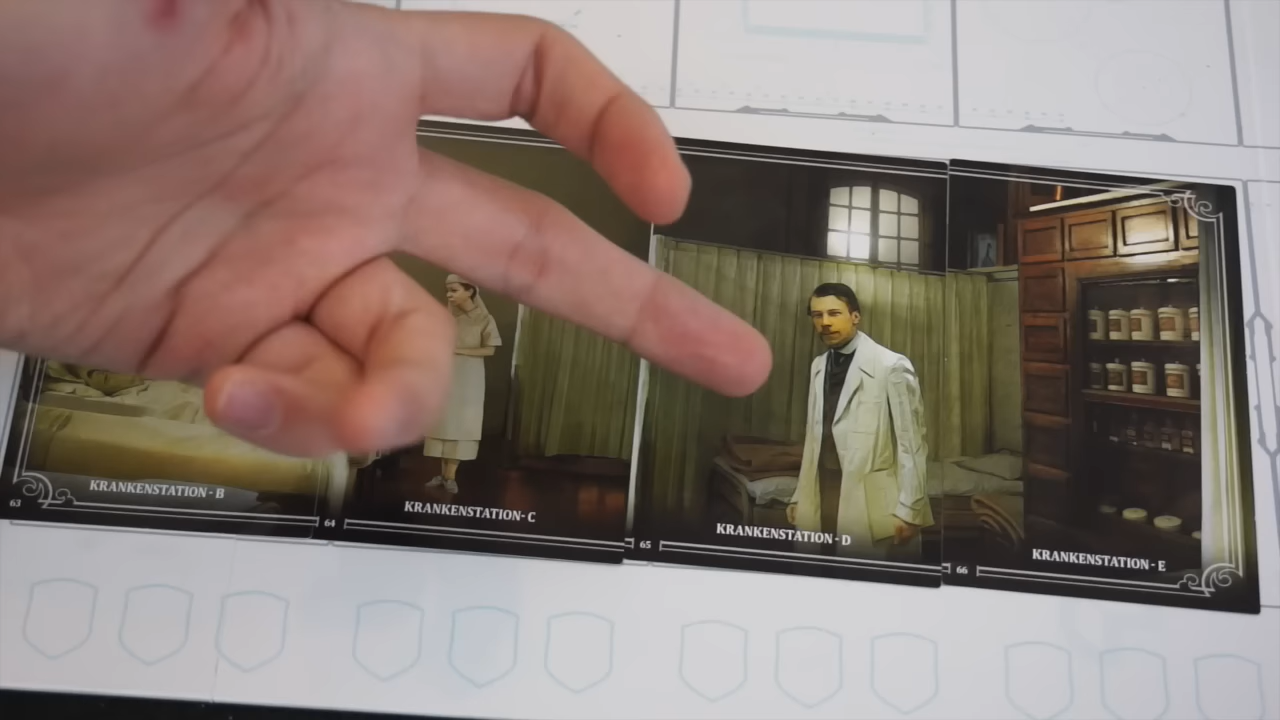 KRANKENSTATION - B
63
KRANKENSTATION - C
64
KRANKENSTATION - D
65
KRANKENSTATION - E
66